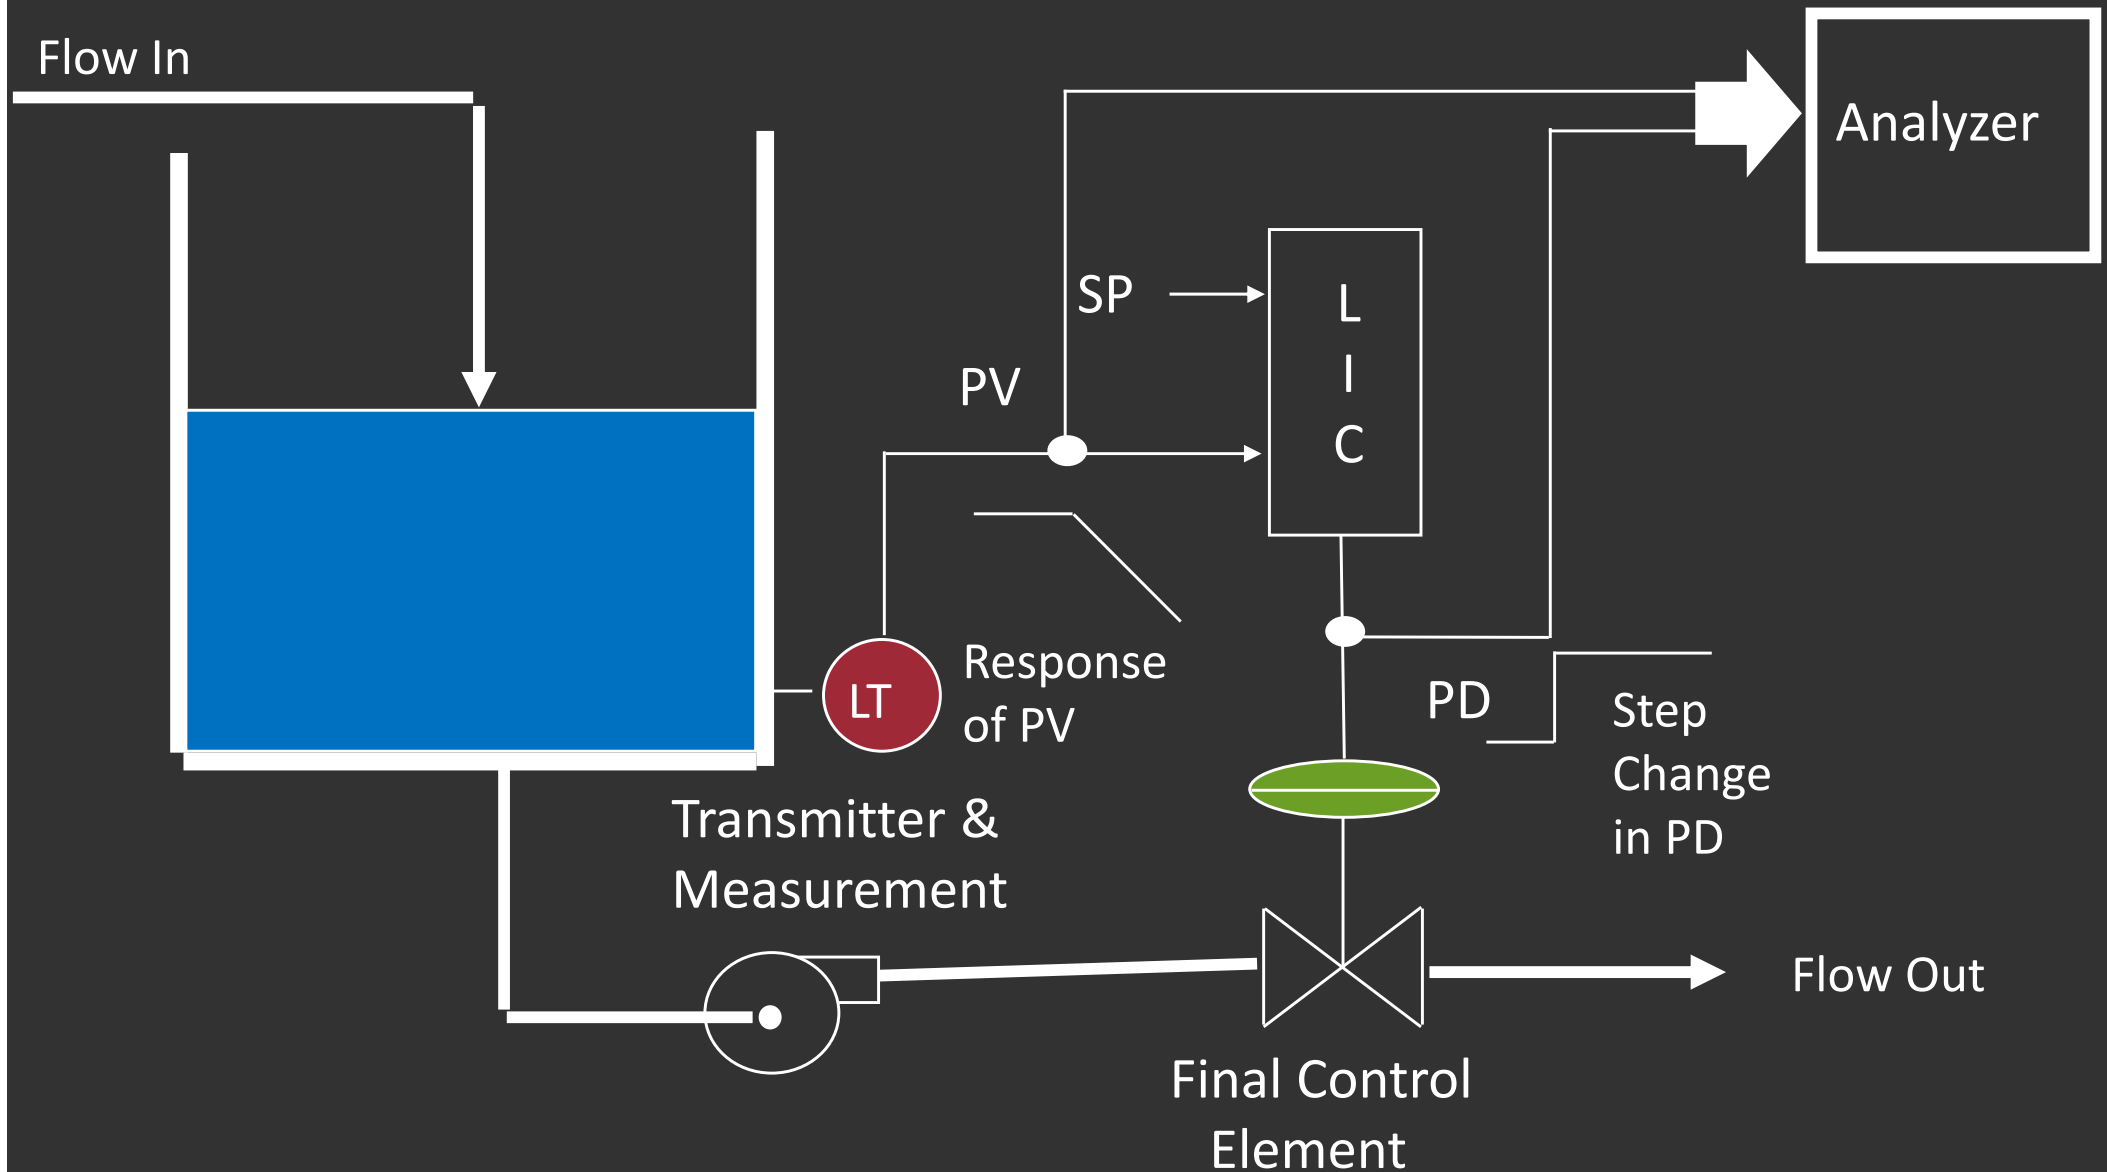 Flow In
Analyzer
SP
L
I
C
PV
LT
Response
of PV
PD
Step
Change
in PD
Transmitter &
Measurement
Flow Out
Final Control
Element